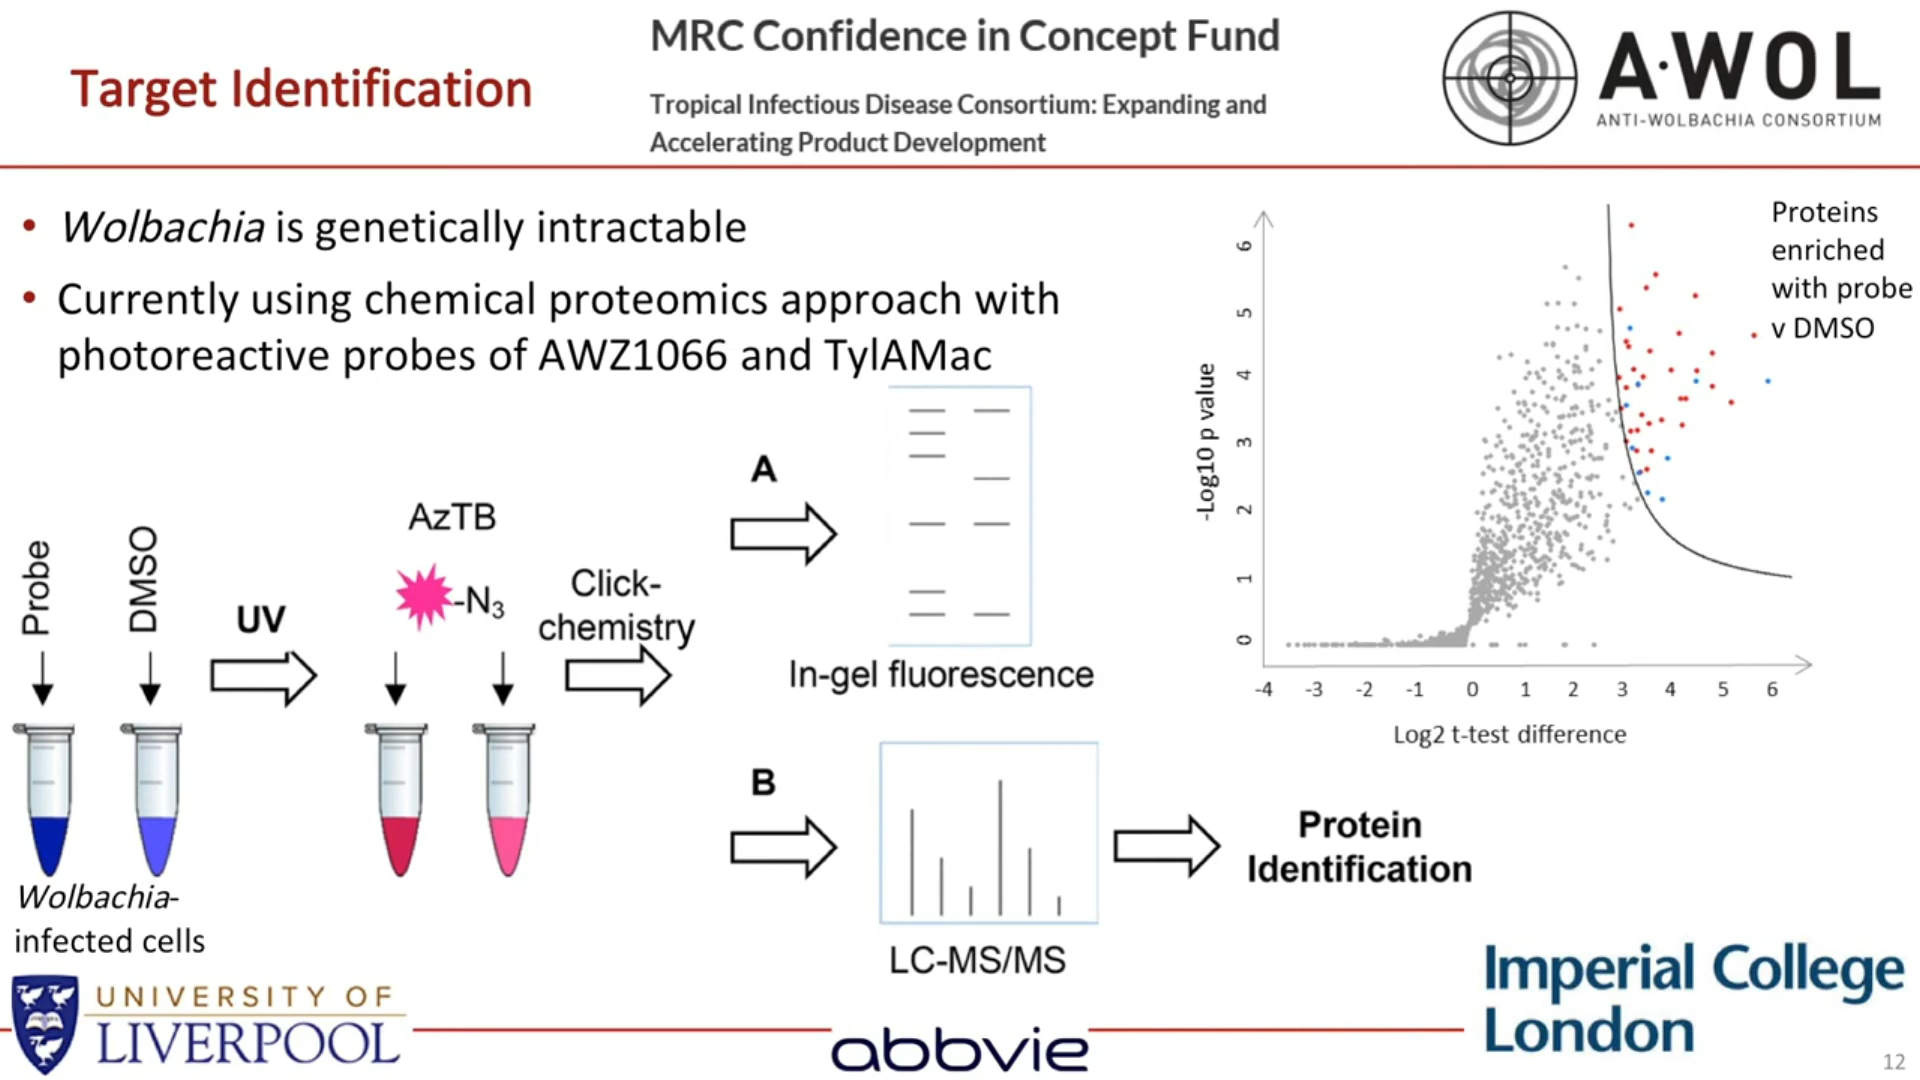 Target Identification
MRC Confidence in Concept Fund
Tropical Infectious Disease Consortium: Expanding and
Accelerating Product Development
A·WOL
ANTI-WOLBACHIA CONSORTIUM
• Wolbachia is genetically intractable
• Currently using chemical proteomics approach with
photoreactive probes of AWZ1066 and TylAMac
Probe
DMSO
UV
AzTB
-N3
Click-
chemistry
Wolbachia-
infected cells
A
In-gel fluorescence
B
LC-MS/MS
Protein
Identification
Proteins
enriched
with probe
v DMSO
-Log10 p value
6
5
4
3
2
1
0
-4 -3 -2 -1 0 1 2 3 4 5 6
Log2 t-test difference
UNIVERSITY OF
LIVERPOOL
abbvie
Imperial College
London
12